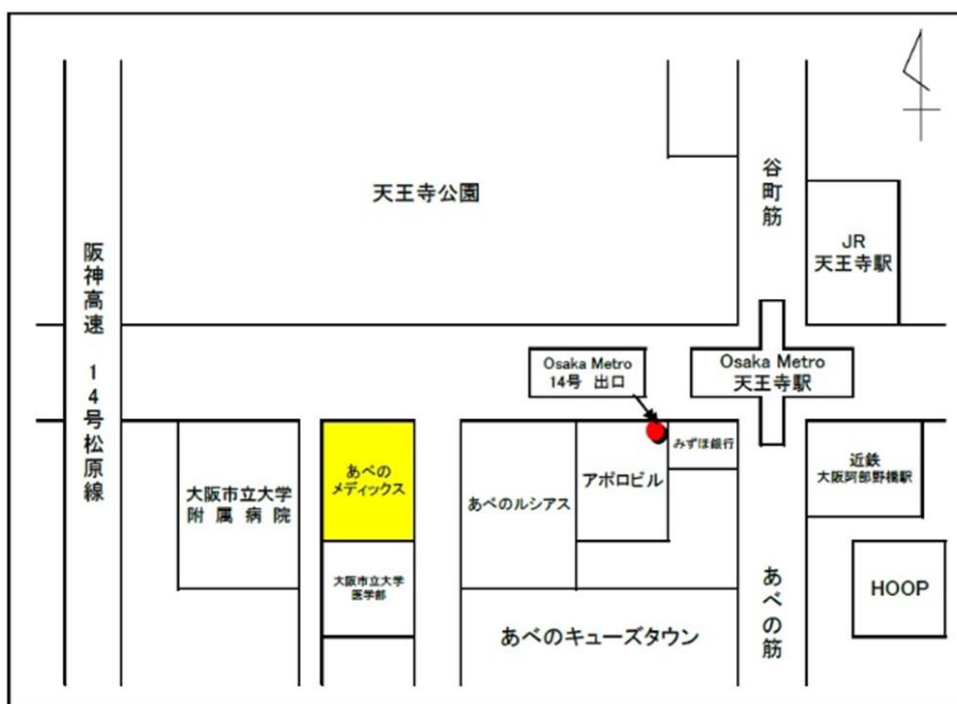 天王寺公園
谷町筋
JR
天王寺駅
阪神高速 14号松原線
Osaka Metro
14号 出口
Osaka Metro
天王寺駅
大阪市立大学
附属病院
あべの
メディックス
大阪市立大学
医学部
あべのルシアス
アポロビル
みずほ銀行
近鉄
大阪阿部野橋駅
あべのキューズタウン
あべの筋
HOOP